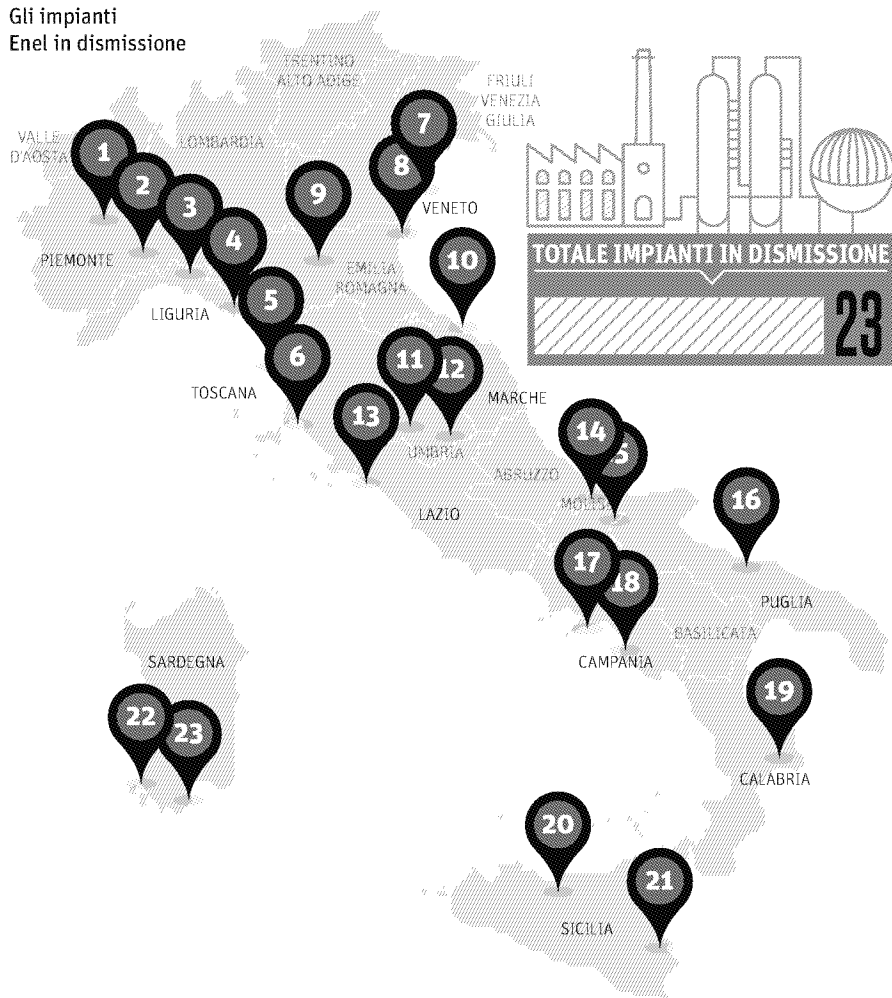 Gli impianti
Enel in dismissione
TRENTINO
ALTO ADIGE
FRIULI
VENEZIA
GIULIA
VALLE
D'AOSTA
LOMBARDIA
1
2
3
4
5
6
7
8
9
10
VENETO
PIEMONTE
EMILIA
ROMAGNA
LIGURIA
TOTALE IMPIANTI IN DISMISSIONE
23
11
12
13
TOSCANA
MARCHE
UMBRIA
ABRUZZO
LAZIO
14
5
MOLIS
16
17
18
PUGLIA
BASILICATA
CAMPANIA
SARDEGNA
19
CALABRIA
22
23
20
21
SICILIA